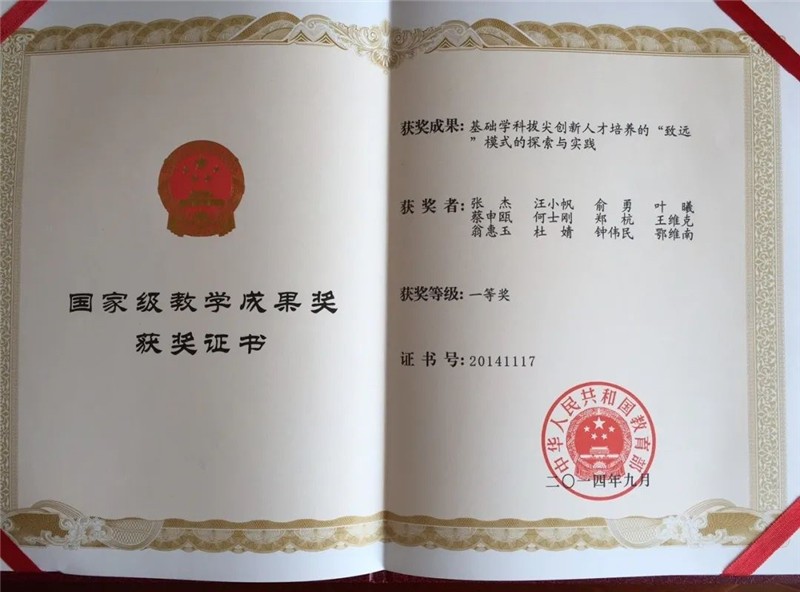 国家级教学成果奖
获奖证书
获奖成果: 基础学科拔尖创新人才培养的“致远
”模式的探索与实践
获 奖 者: 张 杰 汪小帆 俞 勇 叶 曦
蔡申瓯 何士刚 郑 杭 王维克
翁惠玉 杜 婧 钟伟民 鄂维南
获奖等级: 一等奖
证 书 号: 20141117
中华人民共和国教育部
二〇一四年九月